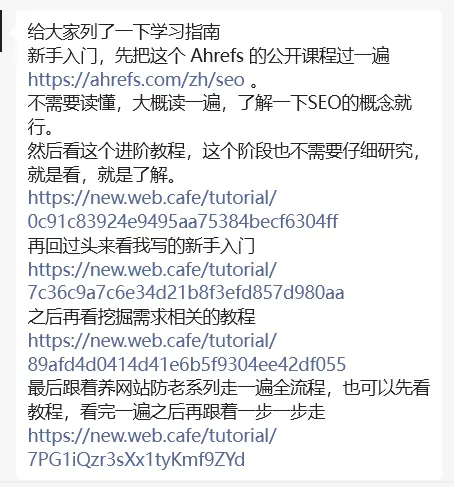 给大家列了一下学习指南
新手入门，先把这个 Ahrefs 的公开课程过一遍
https://ahrefs.com/zh/seo 。
不需要读懂，大概读一遍，了解一下SEO的概念就
行。
然后看这个进阶教程，这个阶段也不需要仔细研究，
就是看，就是了解。
https://new.web.cafe/tutorial/
0c91c83924e9495aa75384becf6304ff
再回过头来看我写的新手入门
https://new.web.cafe/tutorial/
7c36c9a7c6e34d21b8f3efd857d980aa
之后再看挖掘需求相关的教程
https://new.web.cafe/tutorial/
89afd4d0414d41e6b5f9304ee42df055
最后跟着养网站防老系列走一遍全流程，也可以先看
教程，看完一遍之后再跟着一步一步走
https://new.web.cafe/tutorial/
7PG1iQzr3sXx1tyKmf9ZYd